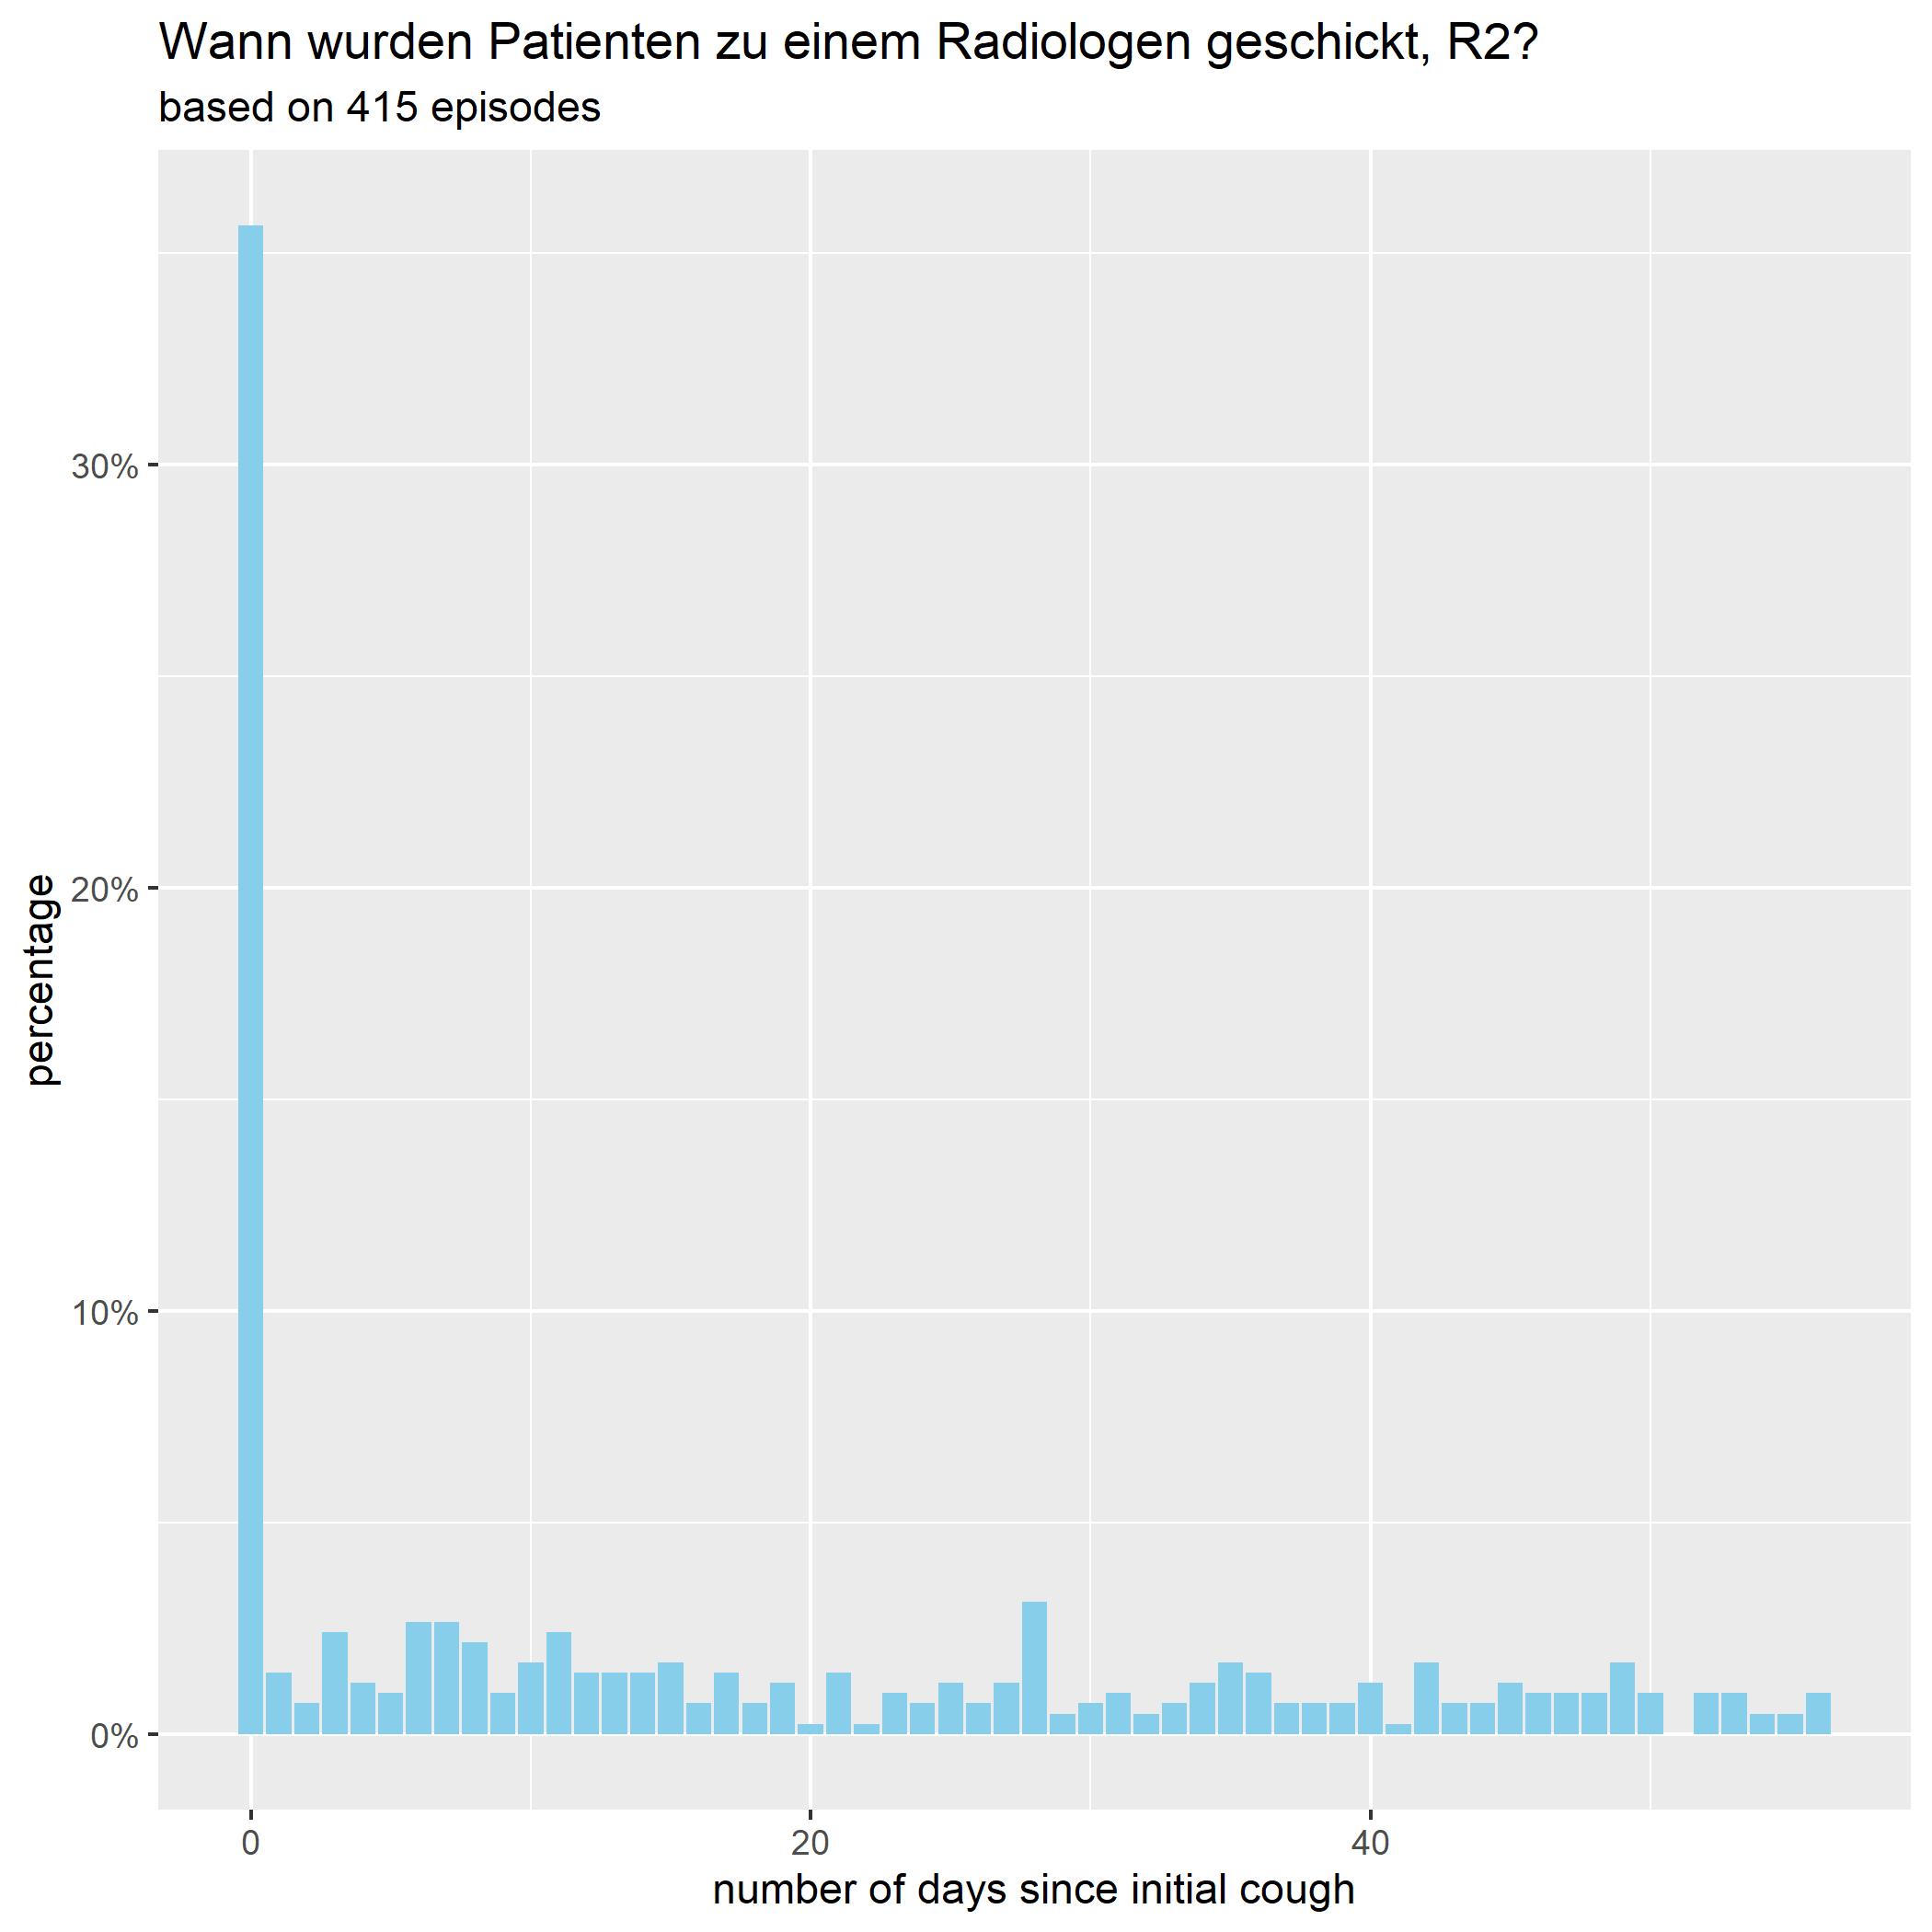 Wann wurden Patienten zu einem Radiologen geschickt, R2?
based on 415 episodes
percentage
30%
20%
10%
0%
0
20
40
number of days since initial cough